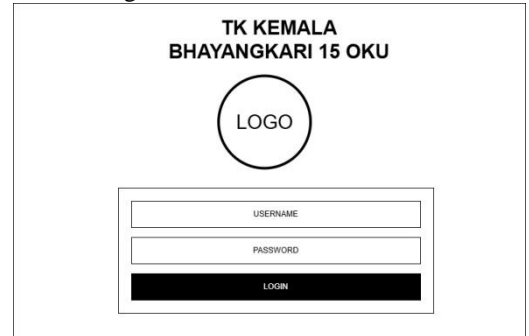 TK KEMALA
BHAYANGKARI 15 OKU
LOGO
USERNAME
PASSWORD
LOGIN